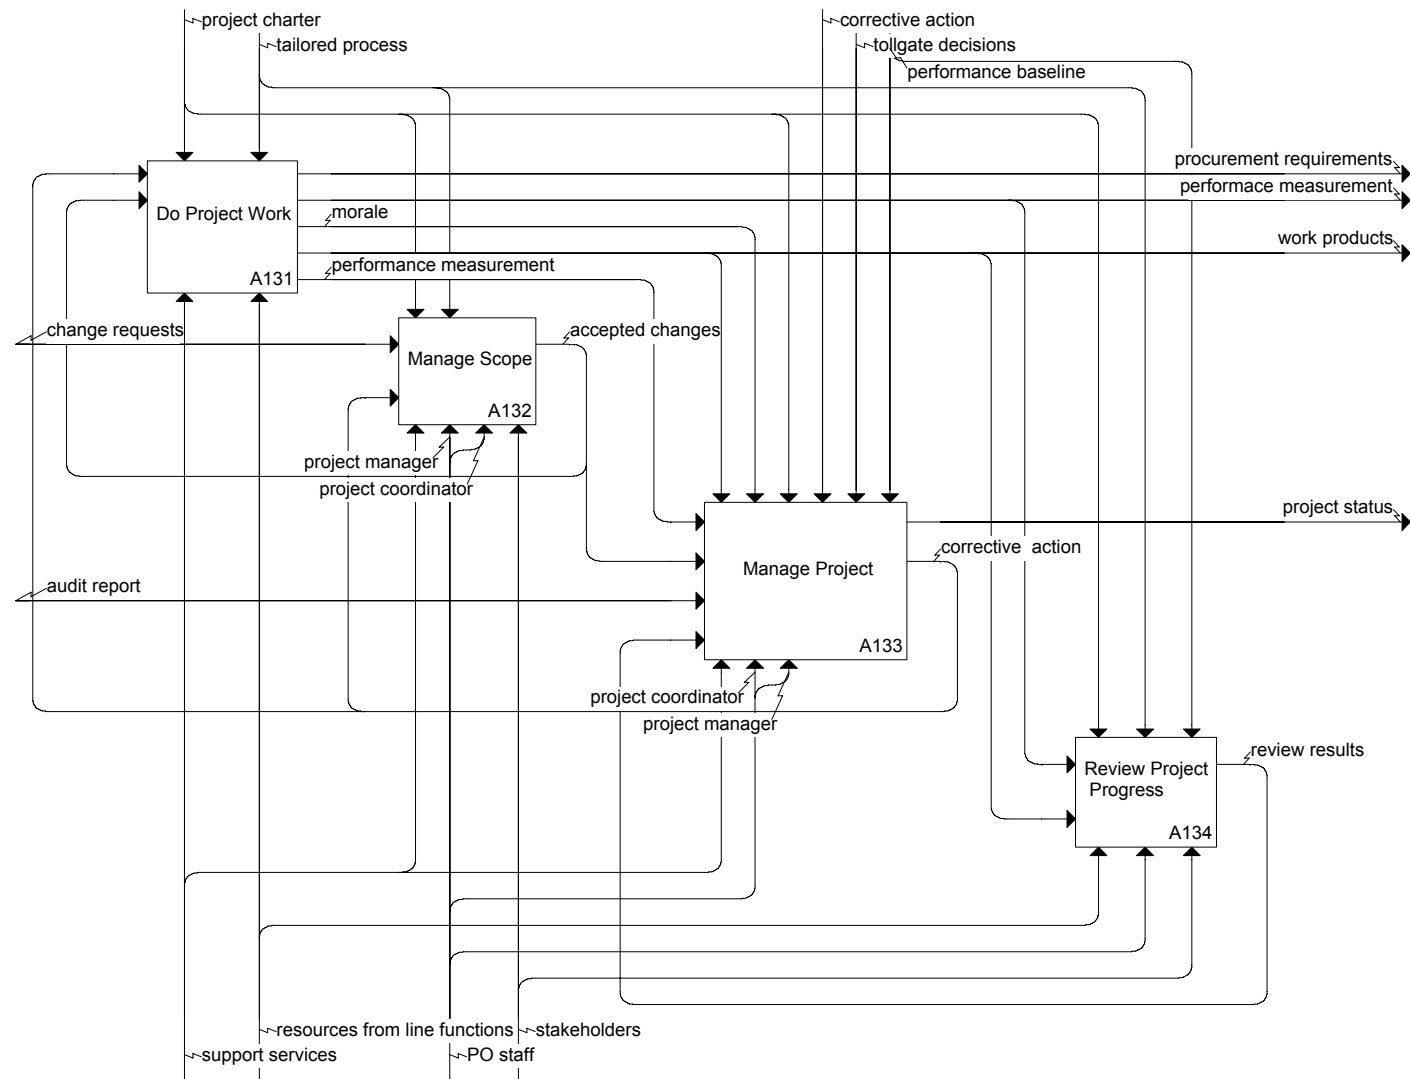 project charter
corrective action
tailored process
tollgate decisions
performance baseline
procurement requirements
performace measurement
morale
Do Project Work
work products
performance measurement
A131
change requests
accepted changes
Manage Scope
A132
project manager
project coordinator
project status
corrective  action
Manage Project
audit report
A133
project coordinator
project manager
review results
Review Project
Progress
A134
resources from line functions
stakeholders
support services
PO staff